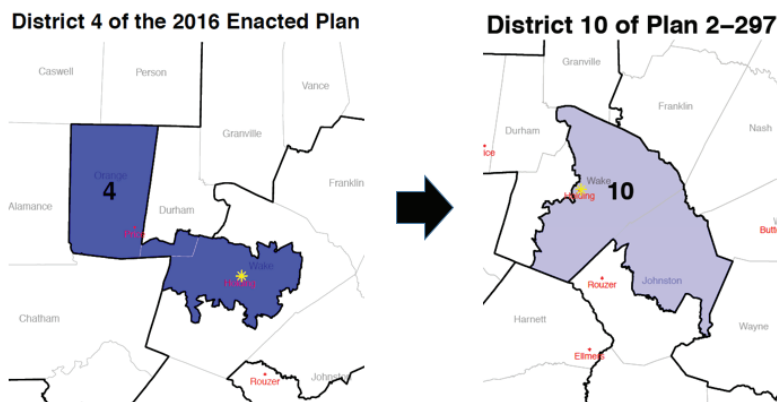 District 4 of the 2016 Enacted Plan
Caswell
Person
Vance
Granville
Orange
4
Franklin
Alamance
Durham
Price
Wake
Holding
Chatham
Johnston
Rouzer
District 10 of Plan 2–297
Granville
Franklin
Durham
Nash
Wake
10
Holding
Johnston
Rouzer
Harnett
Wayne
Ellmers